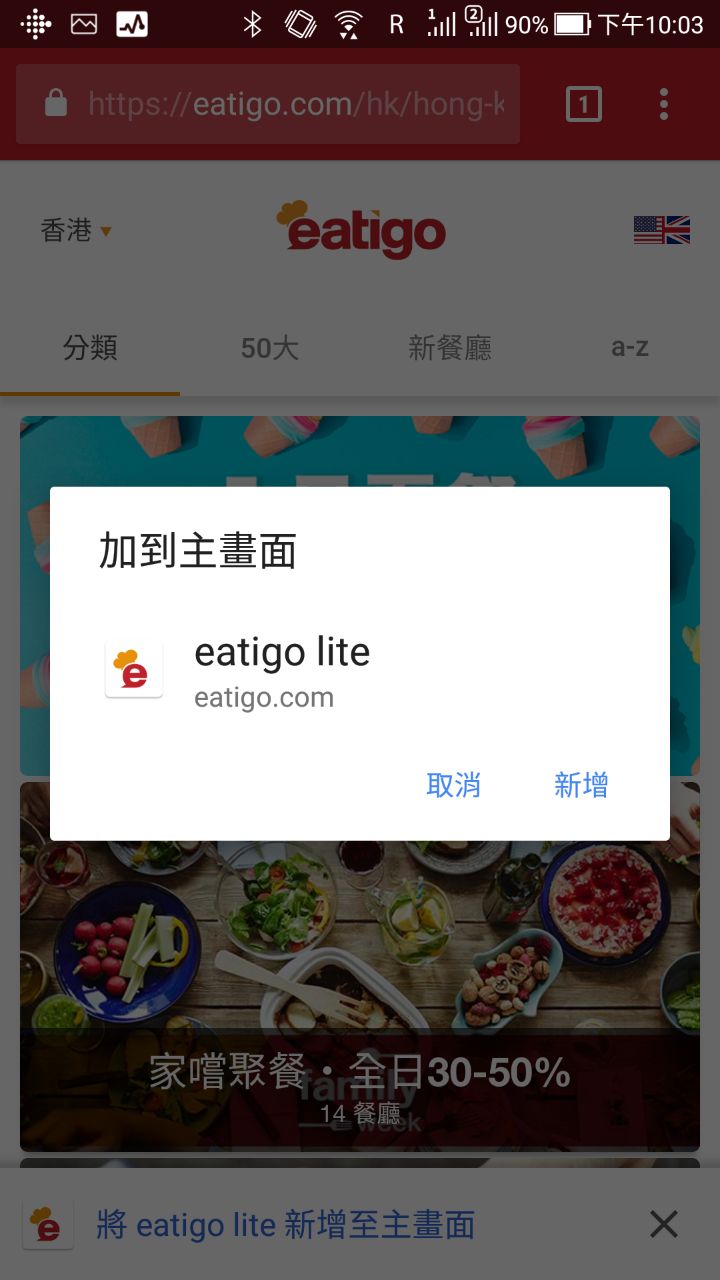 R 1 2 90% 下午10:03
https://eatigo.com/hk/hong-k
1
香港
eatigo
分類 50大 新餐廳 a-z
加到主畫面
e
eatigo lite
eatigo.com
取消 新增
家嚐聚餐・全日30-50%
family
14 餐廳
week
e
將 eatigo lite 新增至主畫面